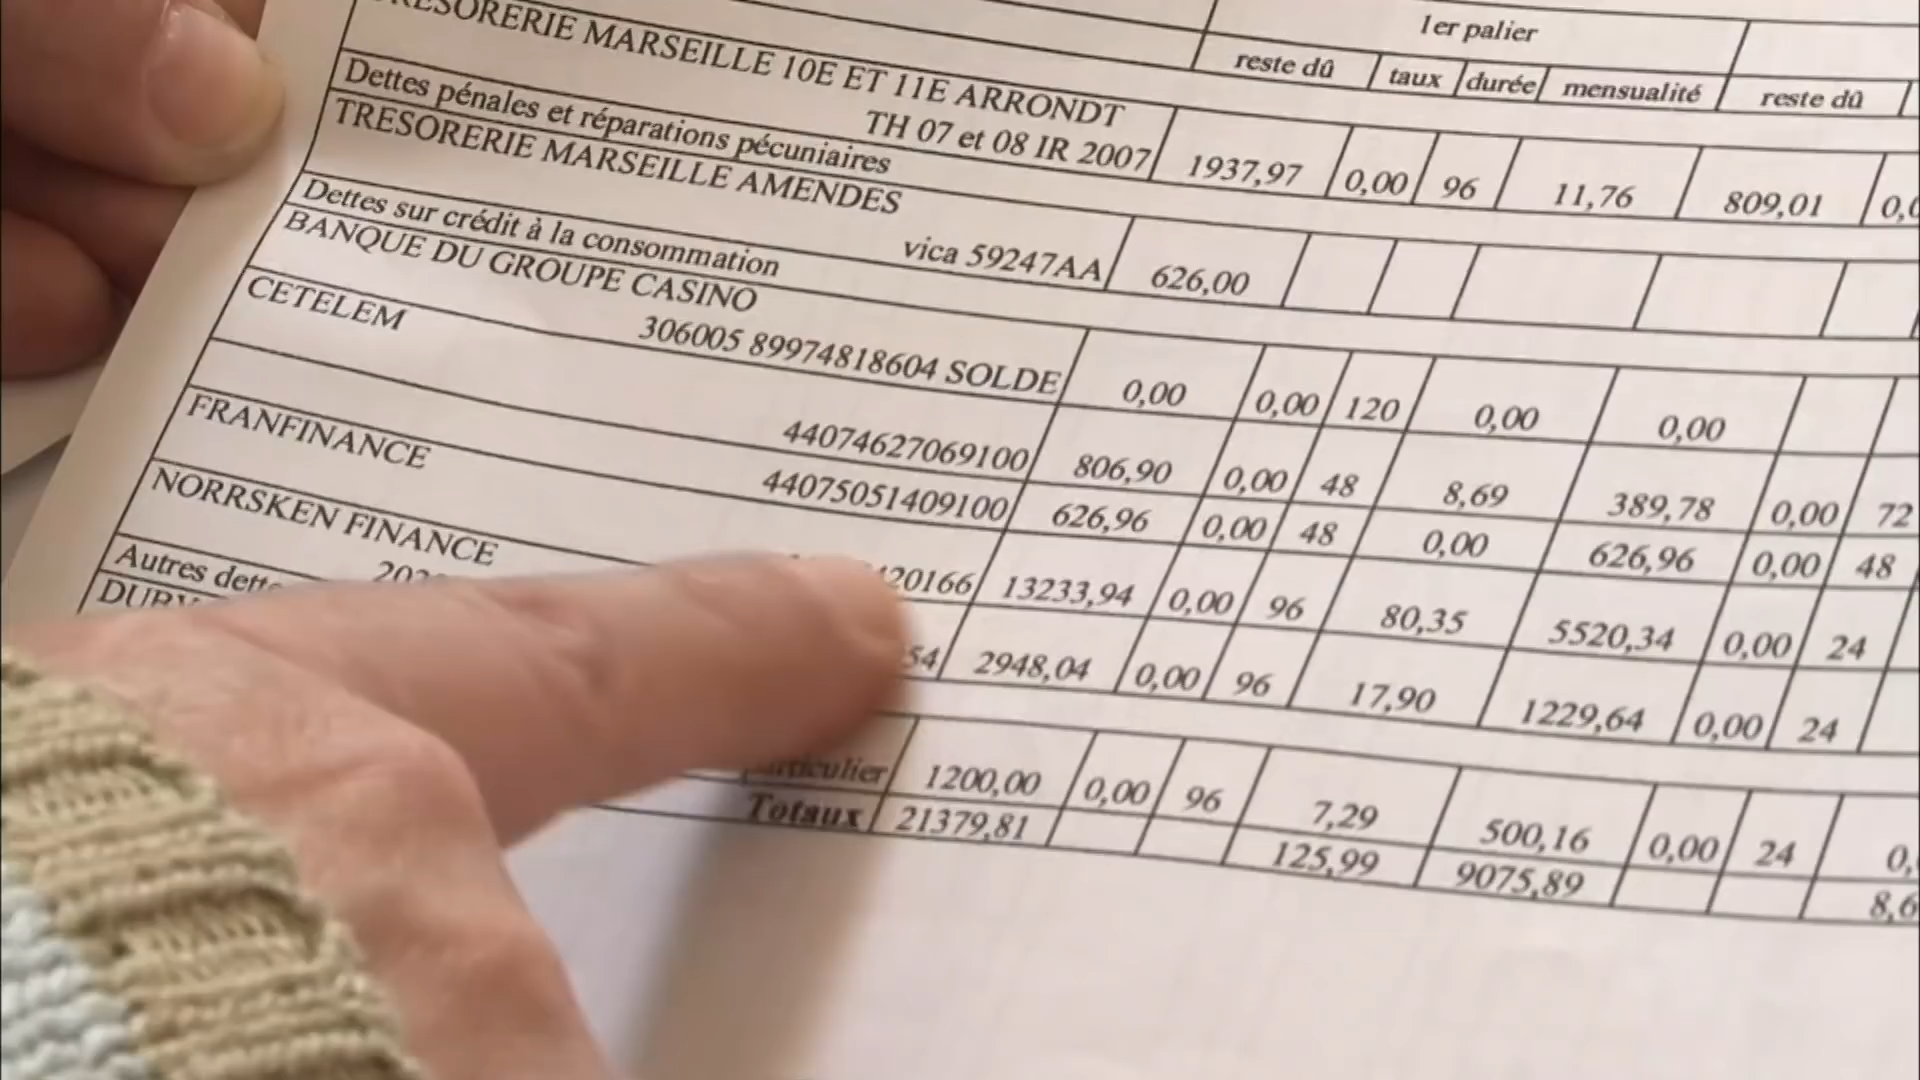 1er palier
reste dû taux durée mensualité reste dû
TRESORERIE MARSEILLE 10E ET 11E ARRONDT
TH 07 et 08 IR 2007 1937,97 0,00 96 11,76 809,01
Dettes pénales et réparations pécuniaires
TRESORERIE MARSEILLE AMENDES
vica 59247AA 626,00
Dettes sur crédit à la consommation
BANQUE DU GROUPE CASINO
306005 89974818604 SOLDE 0,00 0,00 120 0,00 0,00
CETELEM
44074627069100 806,90 0,00 48 8,69 389,78 0,00 72
44075051409100 626,96 0,00 48 0,00 626,96 0,00 48
FRANFINANCE
20166 13233,94 0,00 96 80,35 5520,34 0,00 24
NORRSKEN FINANCE
54 2948,04 0,00 96 17,90 1229,64 0,00 24
Autres
particulier 1200,00 0,00 96 7,29 500,16 0,00 24
Totaux 21379,81 125,99 9075,89